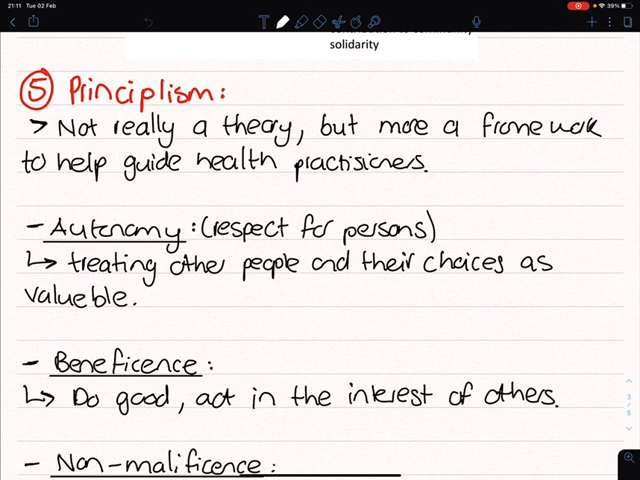 21:11 Tue 02 Feb
39%
solidarity
⑤ Principlism:
> Not really a theory, but more a framework
to help guide health practisioners.
- Autonomy: (respect for persons)
↳ treating other people and their choices as
valueble.
- Beneficence:
↳ Do good, act in the interest of others.
3
5
- Non-malificence: